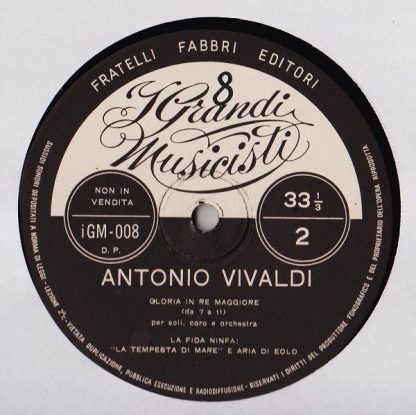 FRATELLI FABBRI EDITORI
8
I Grandi
Musicisti
NON IN
VENDITA
iGM-008
D. P.
33 1/3
2
ANTONIO VIVALDI
GLORIA IN RE MAGGIORE
(da 7 a 11)
per soli, coro e orchestra
LA FIDA NINFA:
"LA TEMPESTA DI MARE" E ARIA DI EOLO
SUSSIDI SONORI DEPOSITATI A NORMA DI LEGGE - LEZIONE 2ª - VIETATA DUPLICAZIONE, PUBBLICA ESECUZIONE E RADIODIFFUSIONE - RISERVATI I DIRITTI DEL PRODUTTORE FONOGRAFICO E DEL PROPRIETARIO DELL'OPERA RIPRODOTTA